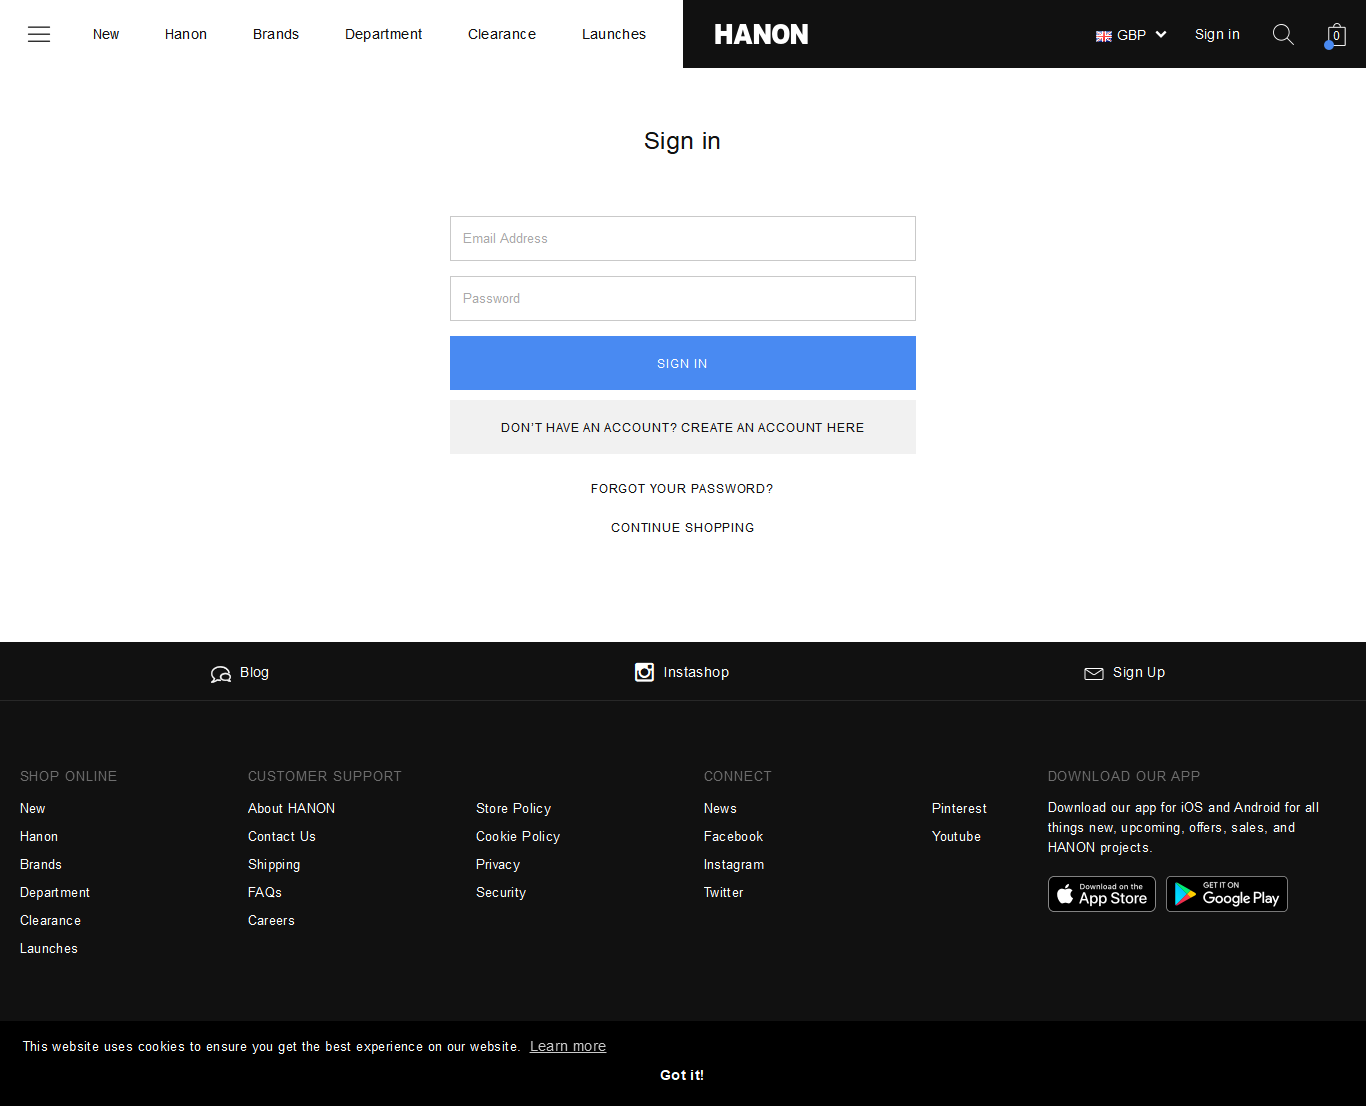 New Hanon Brands Department Clearance Launches HANON GBP Sign in 0
Sign in
Email Address
Password
SIGN IN
DON'T HAVE AN ACCOUNT? CREATE AN ACCOUNT HERE
FORGOT YOUR PASSWORD?
CONTINUE SHOPPING
Blog Instashop Sign Up
SHOP ONLINE
New
Hanon
Brands
Department
Clearance
Launches
CUSTOMER SUPPORT
About HANON
Contact Us
Shipping
FAQs
Careers
Store Policy
Cookie Policy
Privacy
Security
CONNECT
News
Facebook
Instagram
Twitter
Pinterest
Youtube
DOWNLOAD OUR APP
Download our app for iOS and Android for all
things new, upcoming, offers, sales, and
HANON projects.
Download on the
App Store
GET IT ON
Google Play
This website uses cookies to ensure you get the best experience on our website. Learn more
Got it!